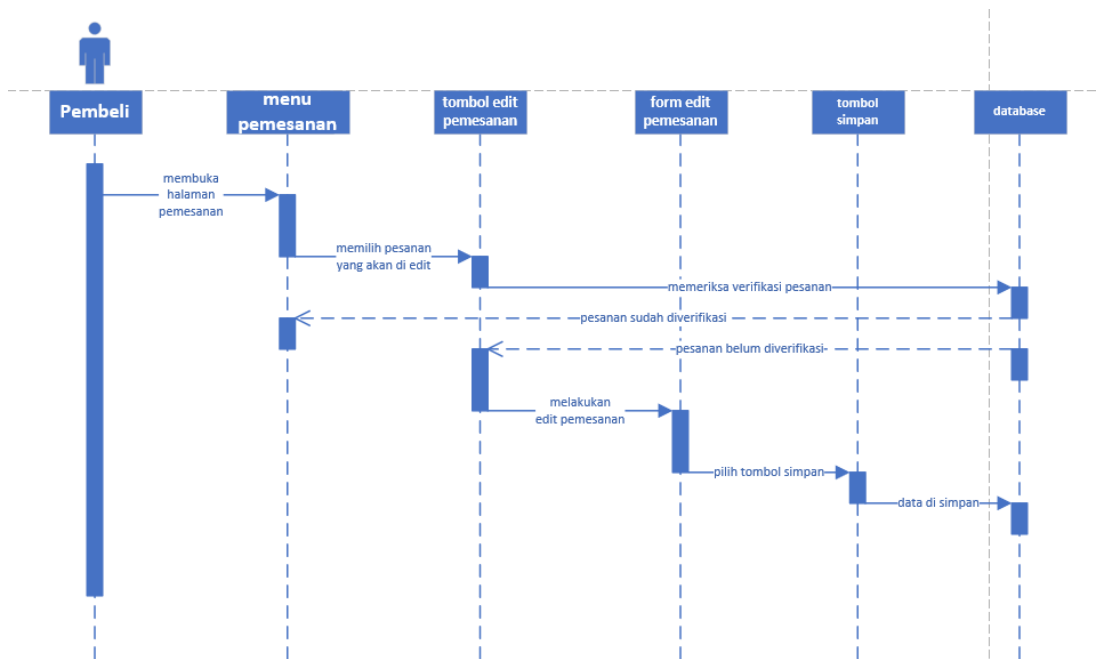 Pembeli
menu
pemesanan
tombol edit
pemesanan
form edit
pemesanan
tombol
simpan
database
membuka
halaman
pemesanan
memilih pesanan
yang akan di edit
memeriksa verifikasi pesanan
pesanan sudah diverifikasi
pesanan belum diverifikasi
melakukan
edit pemesanan
pilih tombol simpan
data di simpan